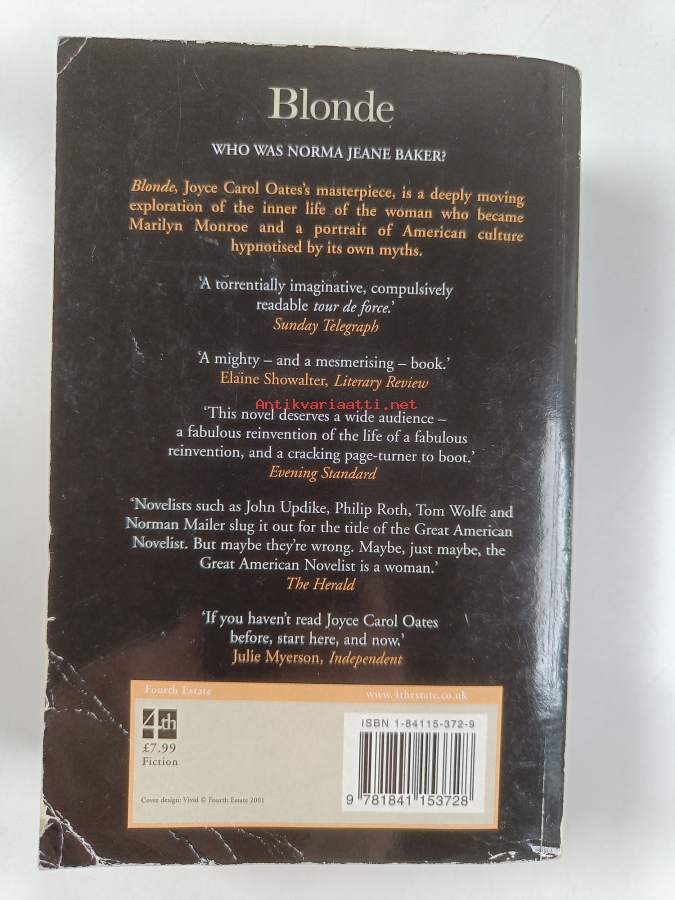 Blonde
WHO WAS NORMA JEANE BAKER?
Blonde, Joyce Carol Oates's masterpiece, is a deeply moving
exploration of the inner life of the woman who became
Marilyn Monroe and a portrait of American culture
hypnotised by its own myths.
'A torrentially imaginative, compulsively
readable tour de force.'
Sunday Telegraph
'A mighty – and a mesmerising – book.'
Elaine Showalter, Literary Review
Antikvariaatti.net
'This novel deserves a wide audience –
a fabulous reinvention of the life of a fabulous
reinvention, and a cracking page-turner to boot.'
Evening Standard
'Novelists such as John Updike, Philip Roth, Tom Wolfe and
Norman Mailer slug it out for the title of the Great American
Novelist. But maybe they're wrong. Maybe, just maybe, the
Great American Novelist is a woman.'
The Herald
'If you haven't read Joyce Carol Oates
before, start here, and now.'
Julie Myerson, Independent
Fourth Estate www.4thestate.co.uk
4th
£7.99
Fiction
Cover design: Vivid © Fourth Estate 2001
ISBN 1-84115-372-9
9 781841 153728